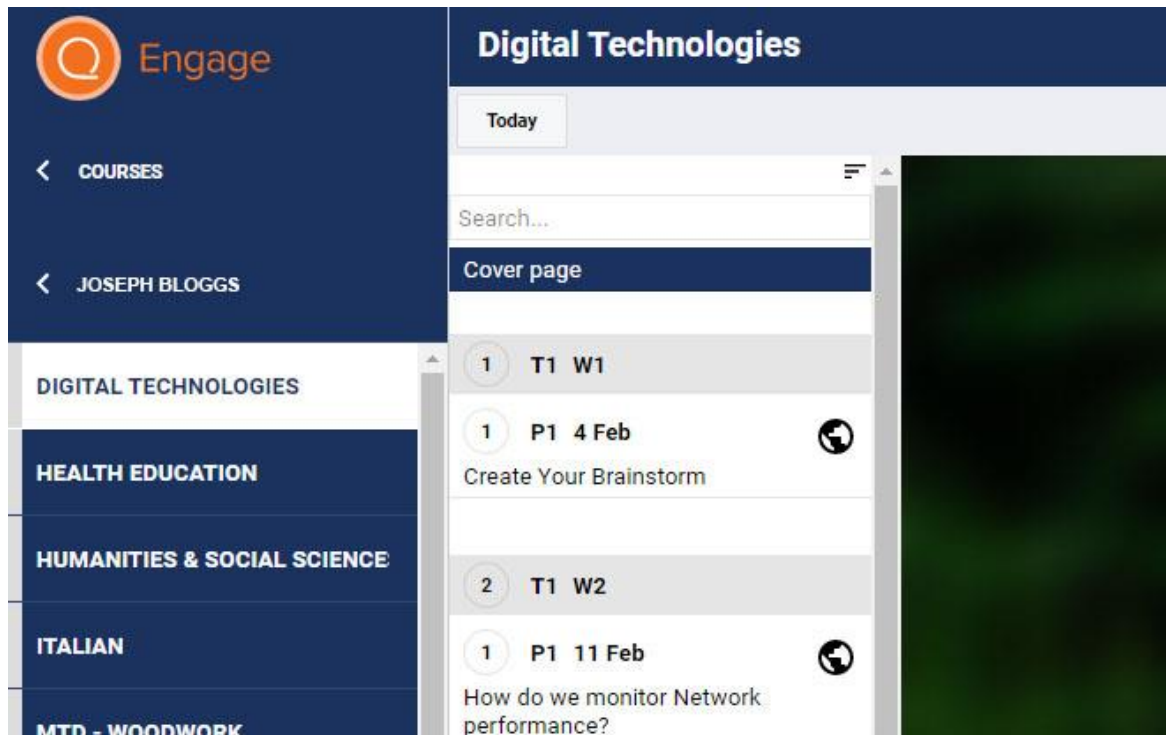 Engage
COURSES
JOSEPH BLOGGS
DIGITAL TECHNOLOGIES
HEALTH EDUCATION
HUMANITIES & SOCIAL SCIENCE
ITALIAN
MTD - WOODWORK
Digital Technologies
Today
Search...
Cover page
1 T1 W1
1 P1 4 Feb
Create Your Brainstorm
2 T1 W2
1 P1 11 Feb
How do we monitor Network
performance?